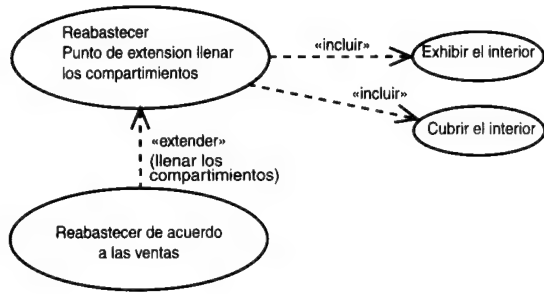 Reabastecer
Punto de extension llenar
los compartimientos
«incluir»
Exhibir el interior
«incluir»
Cubrir el interior
«extender»
(llenar los
compartimientos)
Reabastecer de acuerdo
a las ventas